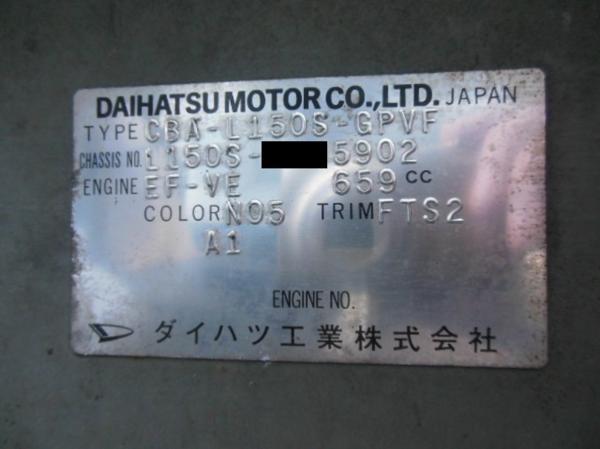 DAIHATSU MOTOR CO.,LTD. JAPAN
TYPE CBA-L150S-GPVF
CHASSIS NO. L150S- 5902
ENGINE EF-VE 659 CC
COLOR N05 TRIM FTS2
A1
ENGINE NO.
ダイハツ工業株式会社